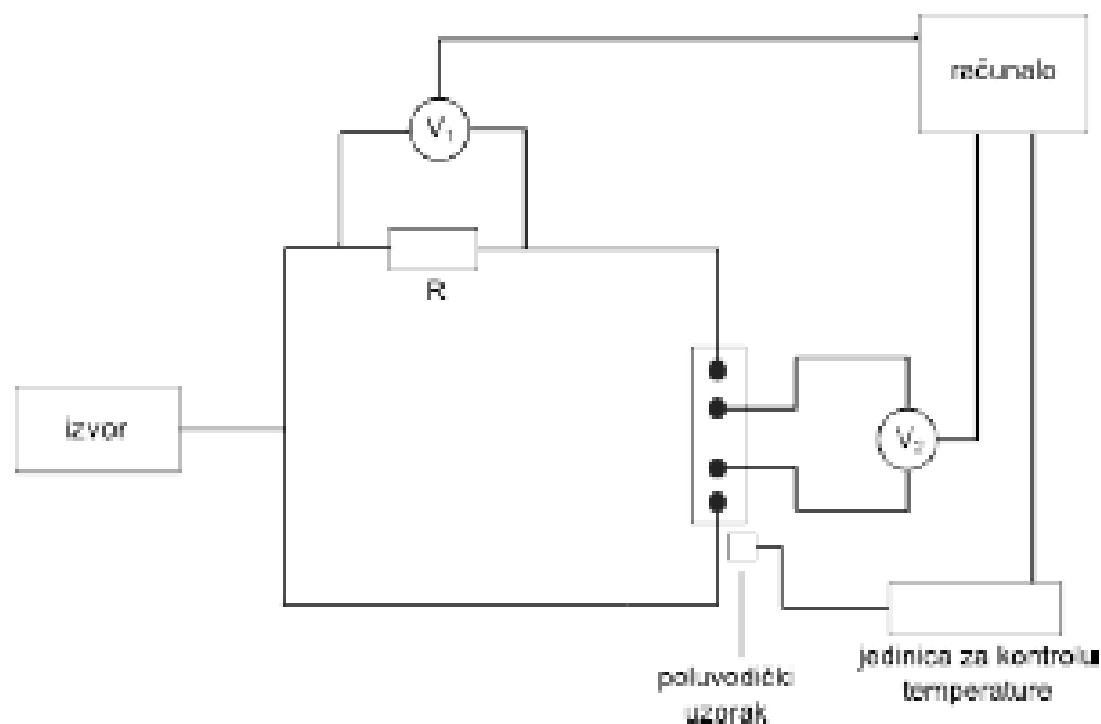 računalo
V₁
R
izvor
V₂
poluvodički
uzorak
jedinica za kontrolu
temperature